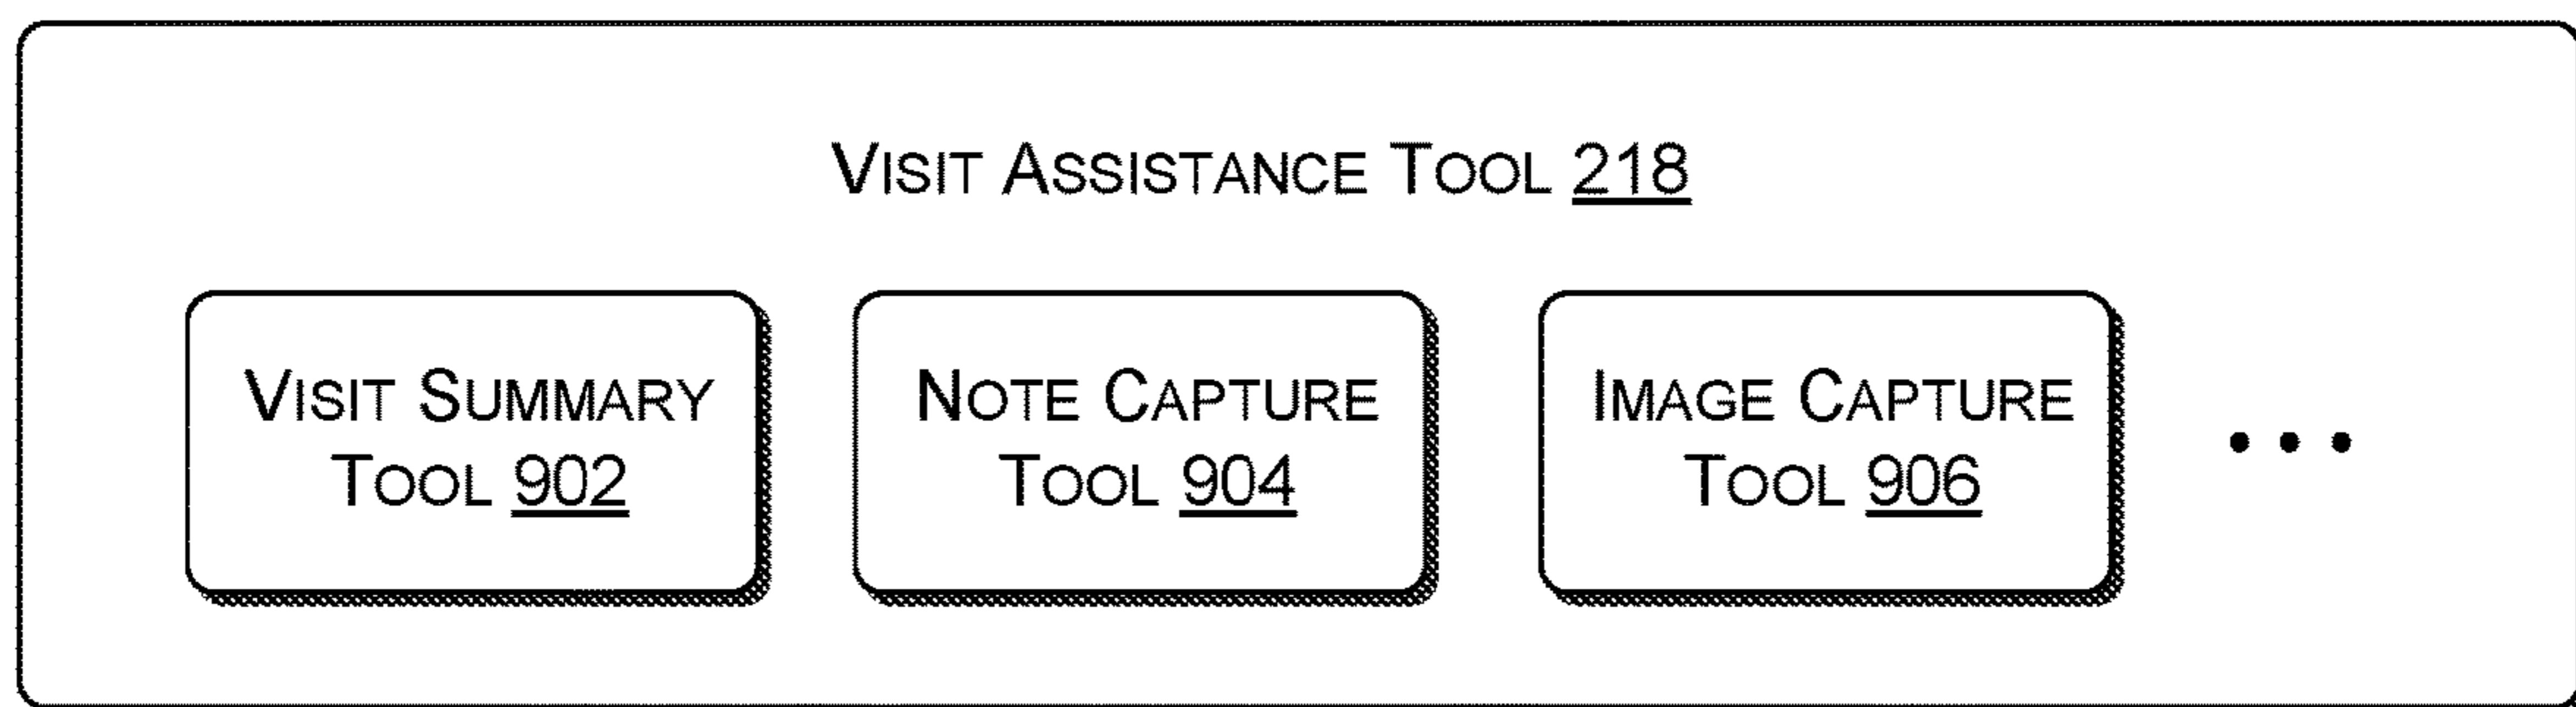 VISIT ASSISTANCE TOOL 218
VISIT SUMMARY
TOOL 902
NOTE CAPTURE
TOOL 904
IMAGE CAPTURE
TOOL 906
...